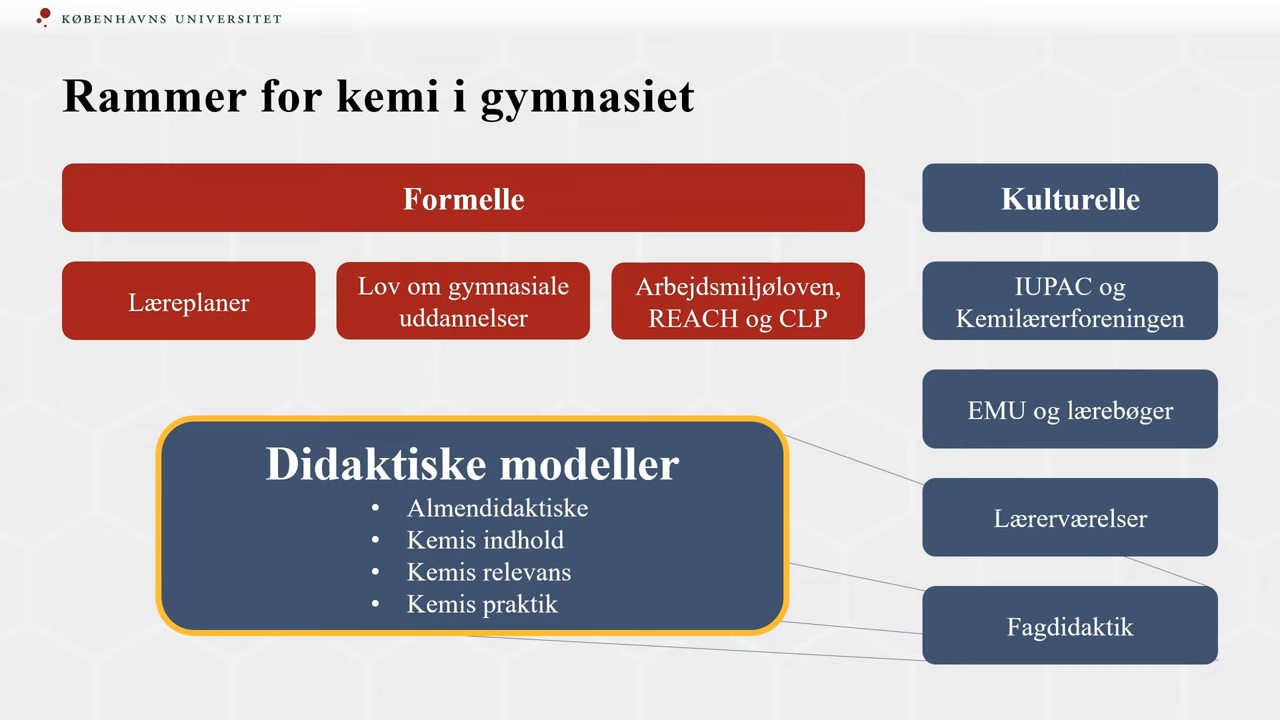 KØBENHAVNS UNIVERSITET
Rammer for kemi i gymnasiet
Formelle
Kulturelle
Læreplaner
Lov om gymnasiale
uddannelser
Arbejdsmiljøloven,
REACH og CLP
IUPAC og
Kemilærerforeningen
EMU og lærebøger
Lærerværelser
Fagdidaktik
Didaktiske modeller
• Almendidaktiske
• Kemis indhold
• Kemis relevans
• Kemis praktik